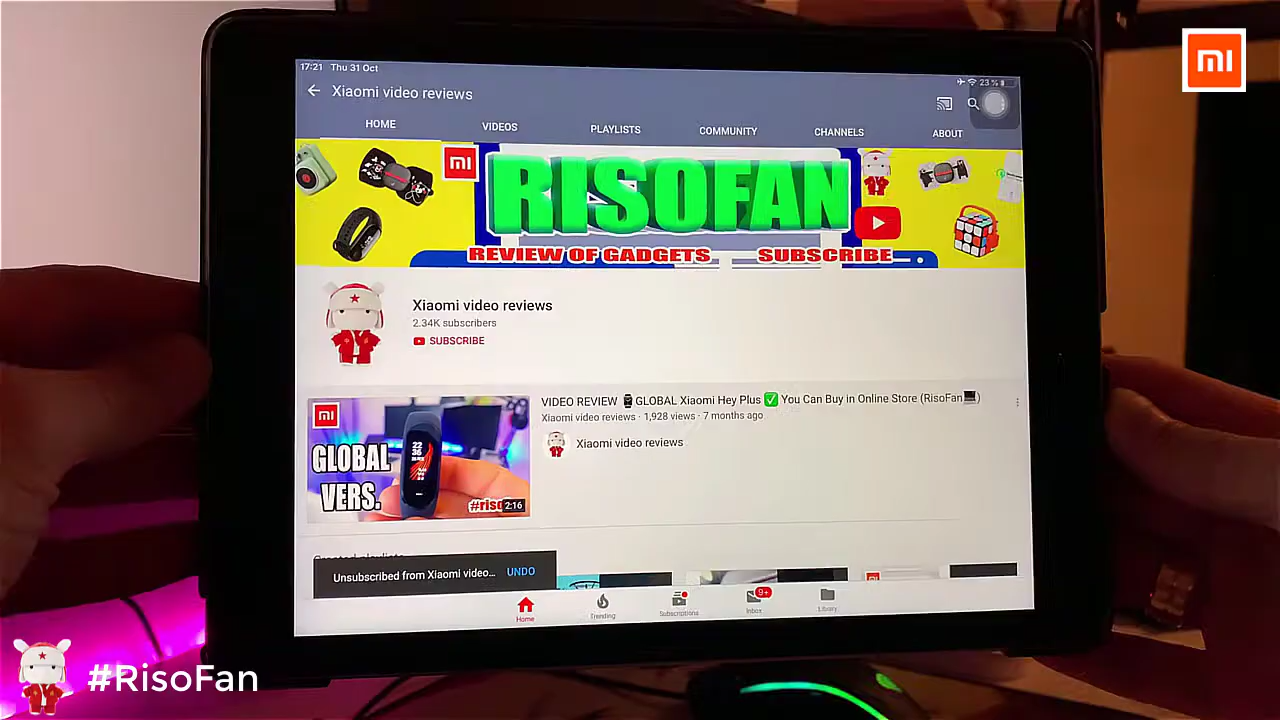 17:21 Thu 31 Oct
23 %
Xiaomi video reviews
HOME VIDEOS PLAYLISTS COMMUNITY CHANNELS ABOUT
RISOFAN
REVIEW OF GADGETS SUBSCRIBE
Xiaomi video reviews
2.34K subscribers
SUBSCRIBE
VIDEO REVIEW ⌚ GLOBAL Xiaomi Hey Plus ✅ You Can Buy in Online Store (RisoFan💻)
Xiaomi video reviews · 1,928 views · 7 months ago
Xiaomi video reviews
mi
GLOBAL
VERS.
22
36
2:16
Unsubscribed from Xiaomi video... UNDO
Home Trending Subscriptions Inbox Library
9+
mi
#RisoFan